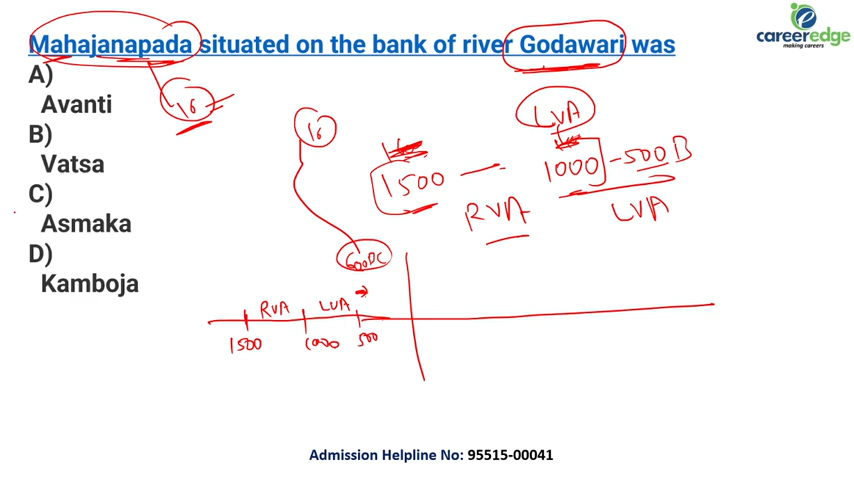 careeredge
making careers
Mahajanapada situated on the bank of river Godawari was
A)
Avanti
B)
Vatsa
C)
Asmaka
D)
Kamboja
16
16
LVA
1500 - 1000 - 500 B
RVA
LVA
RVA
LVA
1500
1000
500
Admission Helpline No: 95515-00041